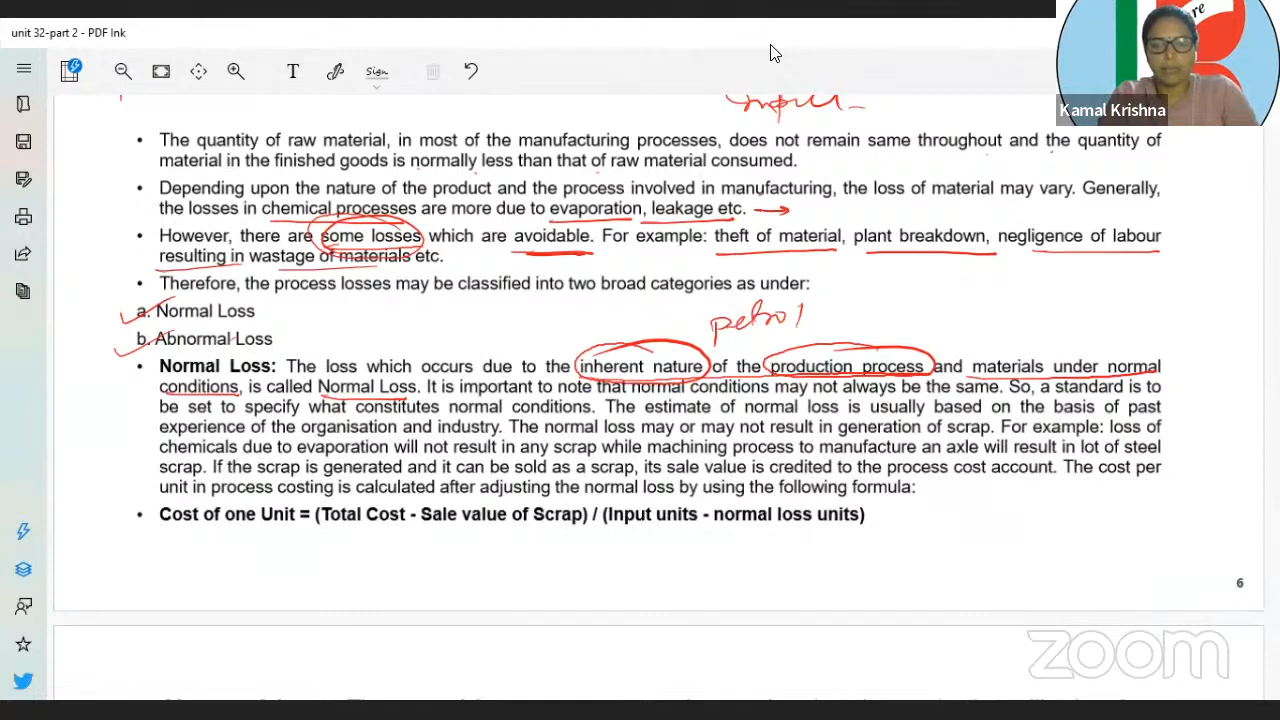 unit 32-part 2 - PDF Ink
re
Sign
Kamal Krishna
• The quantity of raw material, in most of the manufacturing processes, does not remain same throughout and the quantity of
material in the finished goods is normally less than that of raw material consumed.
• Depending upon the nature of the product and the process involved in manufacturing, the loss of material may vary. Generally,
the losses in chemical processes are more due to evaporation, leakage etc.
• However, there are some losses which are avoidable. For example: theft of material, plant breakdown, negligence of labour
resulting in wastage of materials etc.
• Therefore, the process losses may be classified into two broad categories as under:
a. Normal Loss
petrol
b. Abnormal Loss
• Normal Loss: The loss which occurs due to the inherent nature of the production process and materials under normal
conditions, is called Normal Loss. It is important to note that normal conditions may not always be the same. So, a standard is to
be set to specify what constitutes normal conditions. The estimate of normal loss is usually based on the basis of past
experience of the organisation and industry. The normal loss may or may not result in generation of scrap. For example: loss of
chemicals due to evaporation will not result in any scrap while machining process to manufacture an axle will result in lot of steel
scrap. If the scrap is generated and it can be sold as a scrap, its sale value is credited to the process cost account. The cost per
unit in process costing is calculated after adjusting the normal loss by using the following formula:
• Cost of one Unit = (Total Cost - Sale value of Scrap) / (Input units - normal loss units)
6
zoom